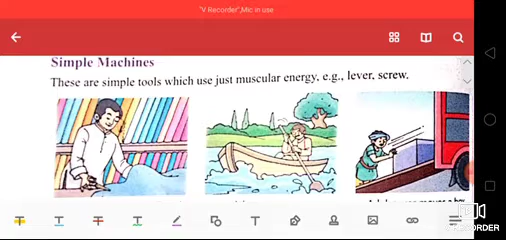 "V Recorder",Mic in use
Simple Machines
These are simple tools which use just muscular energy, e.g., lever, screw.
RECORDER